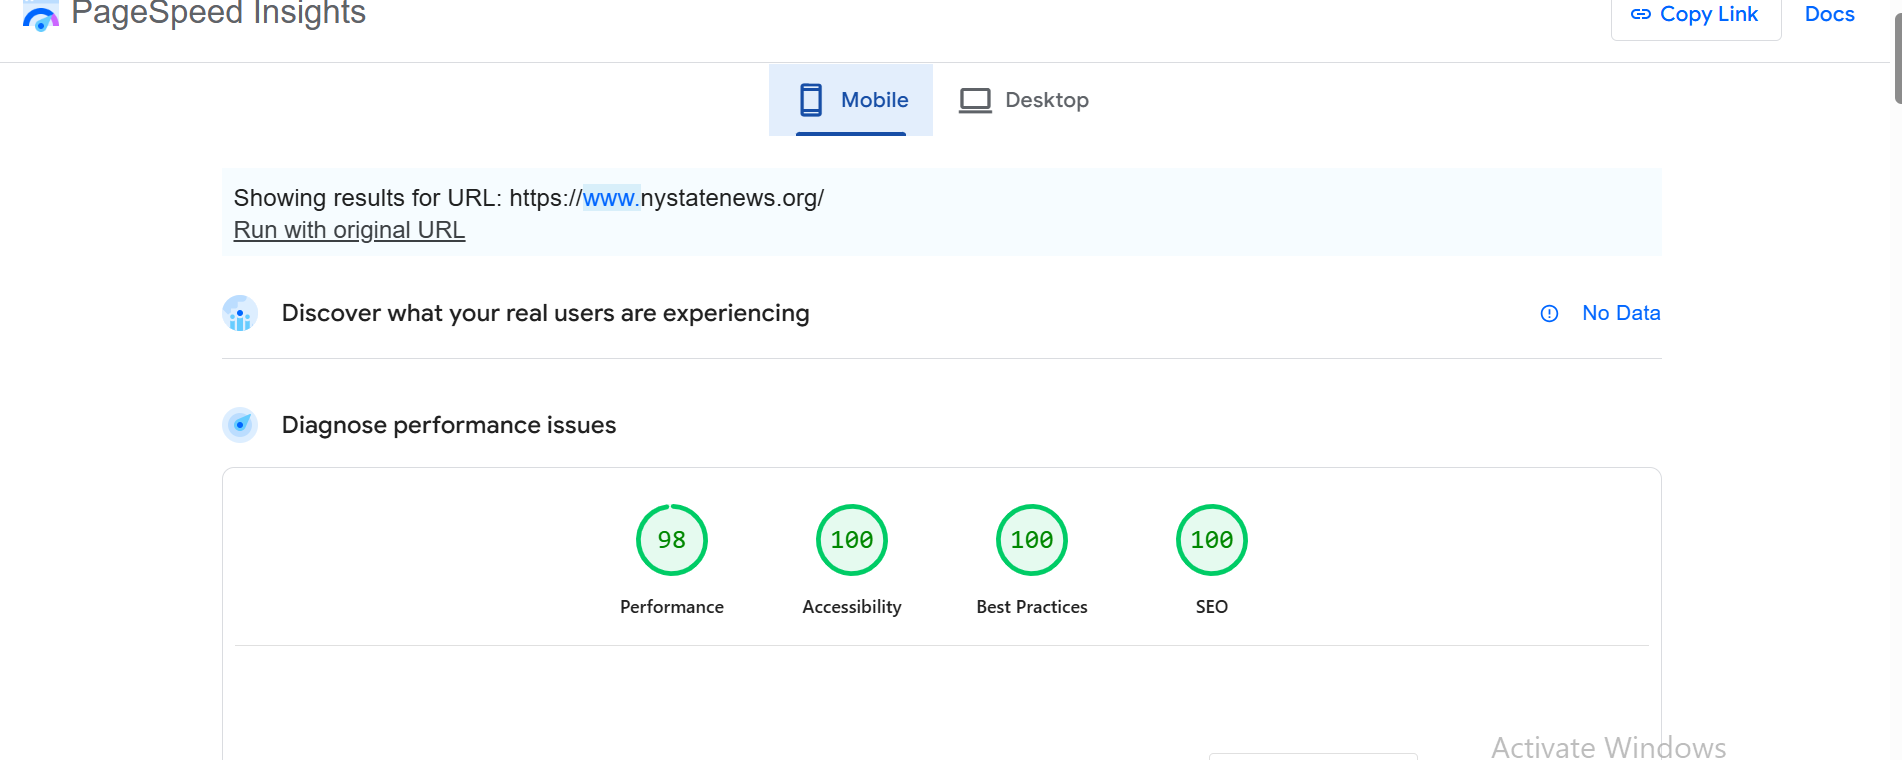 PageSpeed Insights
Copy Link
Docs
Mobile
Desktop
Showing results for URL: https://www.nystatenews.org/
Run with original URL
Discover what your real users are experiencing
No Data
Diagnose performance issues
98
100
100
100
Performance
Accessibility
Best Practices
SEO
Activate Windows